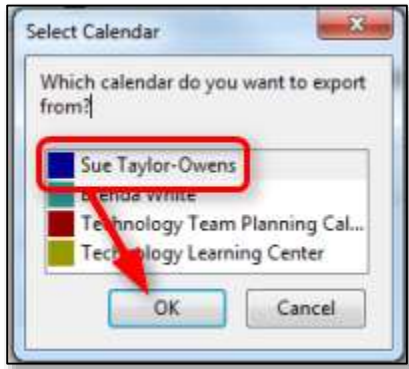 Select Calendar
Which calendar do you want to export
from?
Sue Taylor-Owens
Brenda White
Technology Team Planning Cal...
Technology Learning Center
OK Cancel